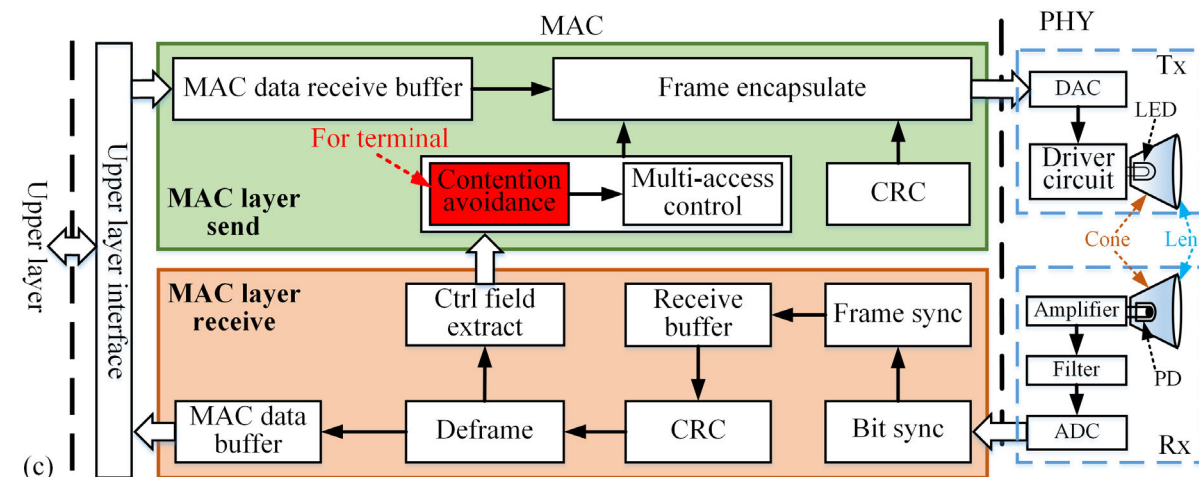 MAC
PHY
MAC data receive buffer
Frame encapsulate
DAC
Tx
LED
For terminal
Contention
avoidance
Multi-access
control
CRC
Driver
circuit
MAC layer
send
Upper layer
Upper layer interface
Cone
Len
MAC layer
receive
Ctrl field
extract
Receive
buffer
Frame sync
Amplifier
Filter
PD
MAC data
buffer
Deframe
CRC
Bit sync
ADC
Rx
(c)